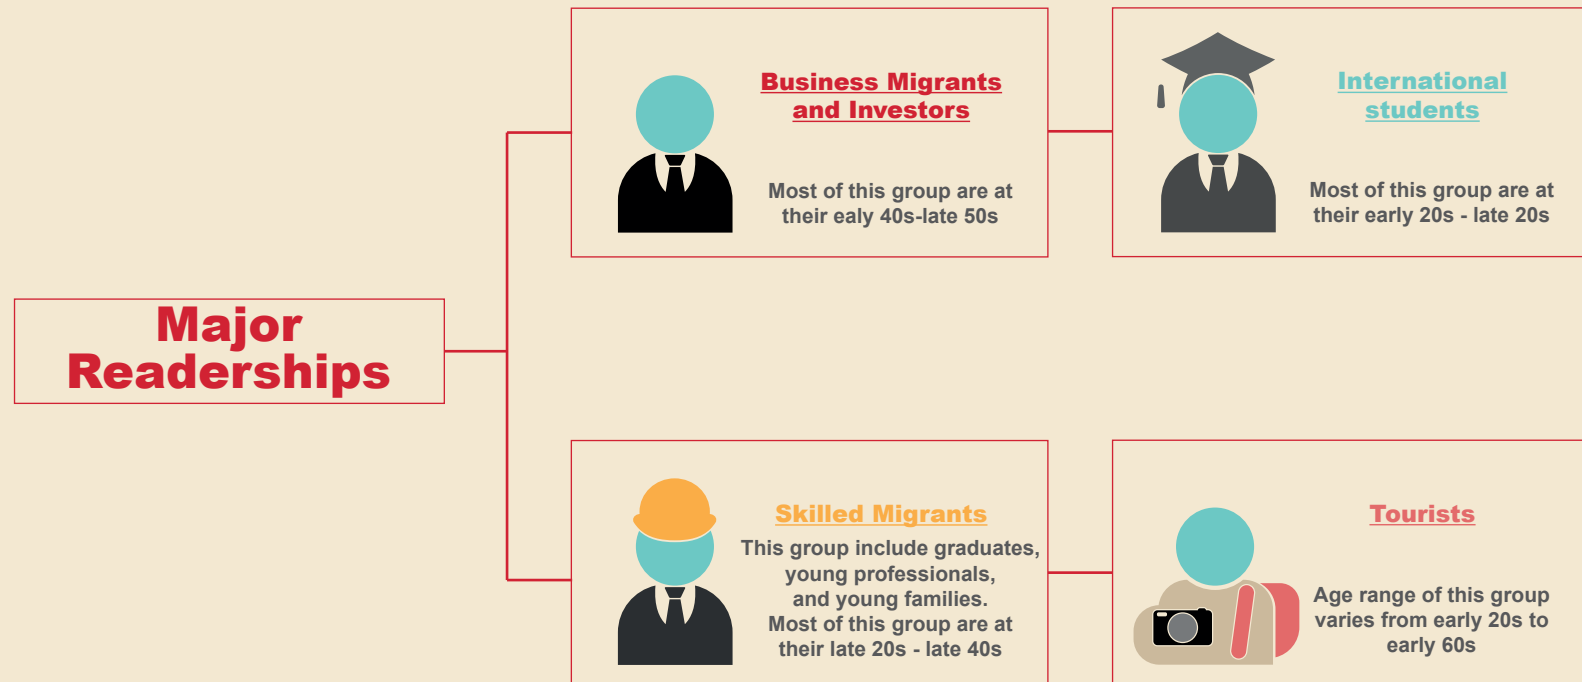 Major
Readerships
Business Migrants
and Investors
Most of this group are at
their ealy 40s-late 50s
International
students
Most of this group are at
their early 20s - late 20s
Skilled Migrants
This group include graduates,
young professionals,
and young families.
Most of this group are at
their late 20s - late 40s
Tourists
Age range of this group
varies from early 20s to
early 60s